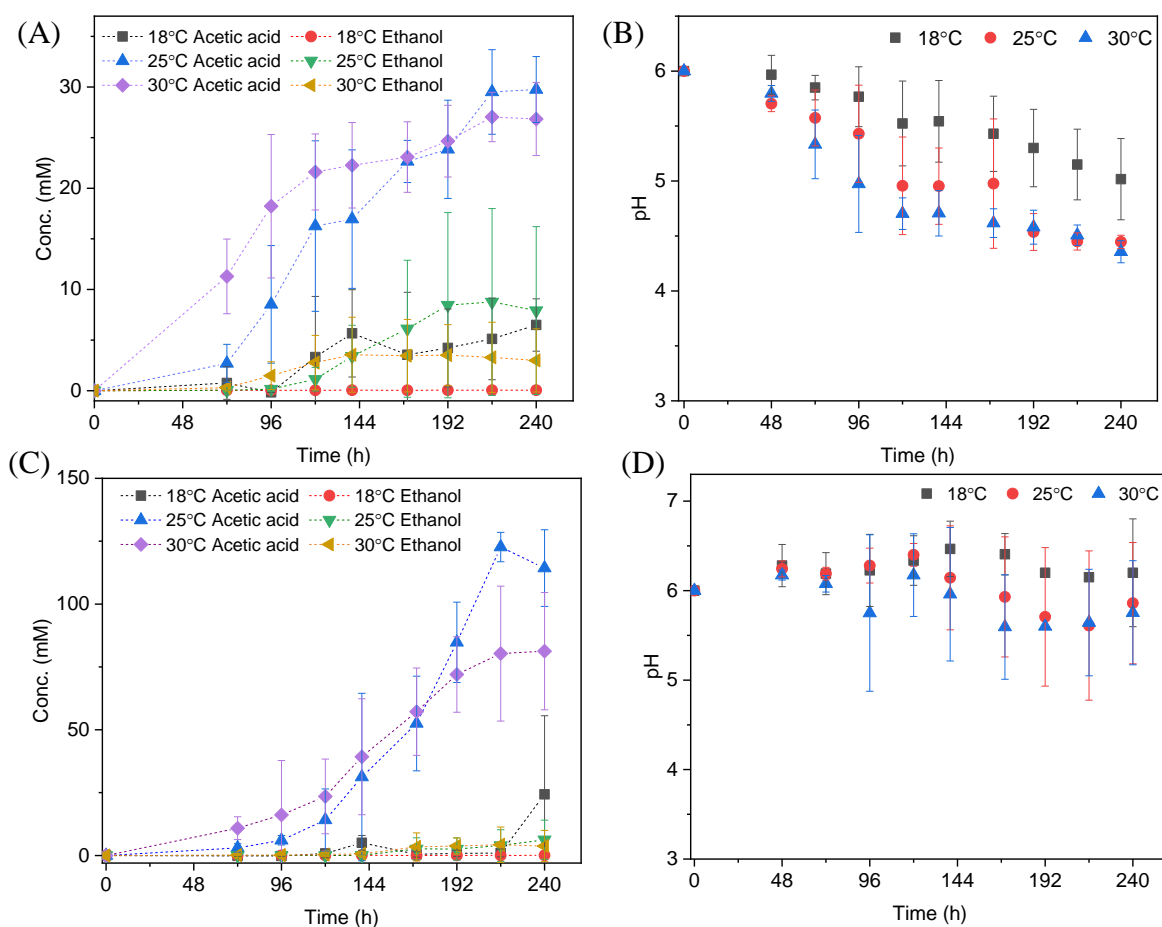 (A)
18°C Acetic acid 18°C Ethanol
25°C Acetic acid 25°C Ethanol
30°C Acetic acid 30°C Ethanol
30
20
10
0
Conc. (mM)
0 48 96 144 192 240
Time (h)
(B)
18°C 25°C 30°C
6
5
4
3
pH
0 48 96 144 192 240
Time (h)
(C)
18°C Acetic acid 18°C Ethanol
25°C Acetic acid 25°C Ethanol
30°C Acetic acid 30°C Ethanol
150
100
50
0
Conc. (mM)
0 48 96 144 192 240
Time (h)
(D)
18°C 25°C 30°C
7
6
5
4
3
pH
0 48 96 144 192 240
Time (h)